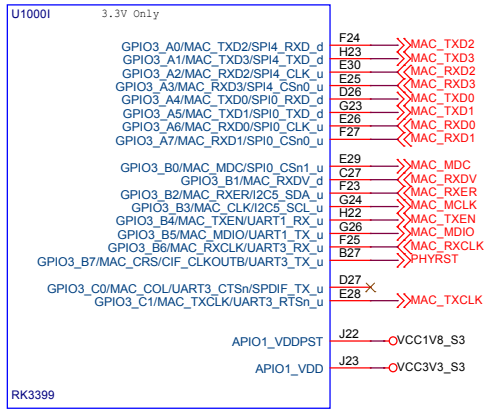 U1000I 3.3V Only
GPIO3_A0/MAC_TXD2/SPI4_RXD_d F24 MAC_TXD2
GPIO3_A1/MAC_TXD3/SPI4_TXD_d H23 MAC_TXD3
GPIO3_A2/MAC_RXD2/SPI4_CLK_u E30 MAC_RXD2
GPIO3_A3/MAC_RXD3/SPI4_CSn0_u E25 MAC_RXD3
GPIO3_A4/MAC_TXD0/SPI0_RXD_d D26 MAC_TXD0
GPIO3_A5/MAC_TXD1/SPI0_TXD_d G23 MAC_TXD1
GPIO3_A6/MAC_RXD0/SPI0_CLK_u E26 MAC_RXD0
GPIO3_A7/MAC_RXD1/SPI0_CSn0_u F27 MAC_RXD1
GPIO3_B0/MAC_MDC/SPI0_CSn1_u E29 MAC_MDC
GPIO3_B1/MAC_RXDV_d C27 MAC_RXDV
GPIO3_B2/MAC_RXER/I2C5_SDA_u F23 MAC_RXER
GPIO3_B3/MAC_CLK/I2C5_SCL_u G24 MAC_MCLK
GPIO3_B4/MAC_TXEN/UART1_RX_u H22 MAC_TXEN
GPIO3_B5/MAC_MDIO/UART1_TX_u G26 MAC_MDIO
GPIO3_B6/MAC_RXCLK/UART3_RX_u F25 MAC_RXCLK
GPIO3_B7/MAC_CRS/CIF_CLKOUTB/UART3_TX_u B27 PHYRST
GPIO3_C0/MAC_COL/UART3_CTSn/SPDIF_TX_u D27
GPIO3_C1/MAC_TXCLK/UART3_RTSn_u E28 MAC_TXCLK
APIO1_VDDPST J22 VCC1V8_S3
APIO1_VDD J23 VCC3V3_S3
RK3399